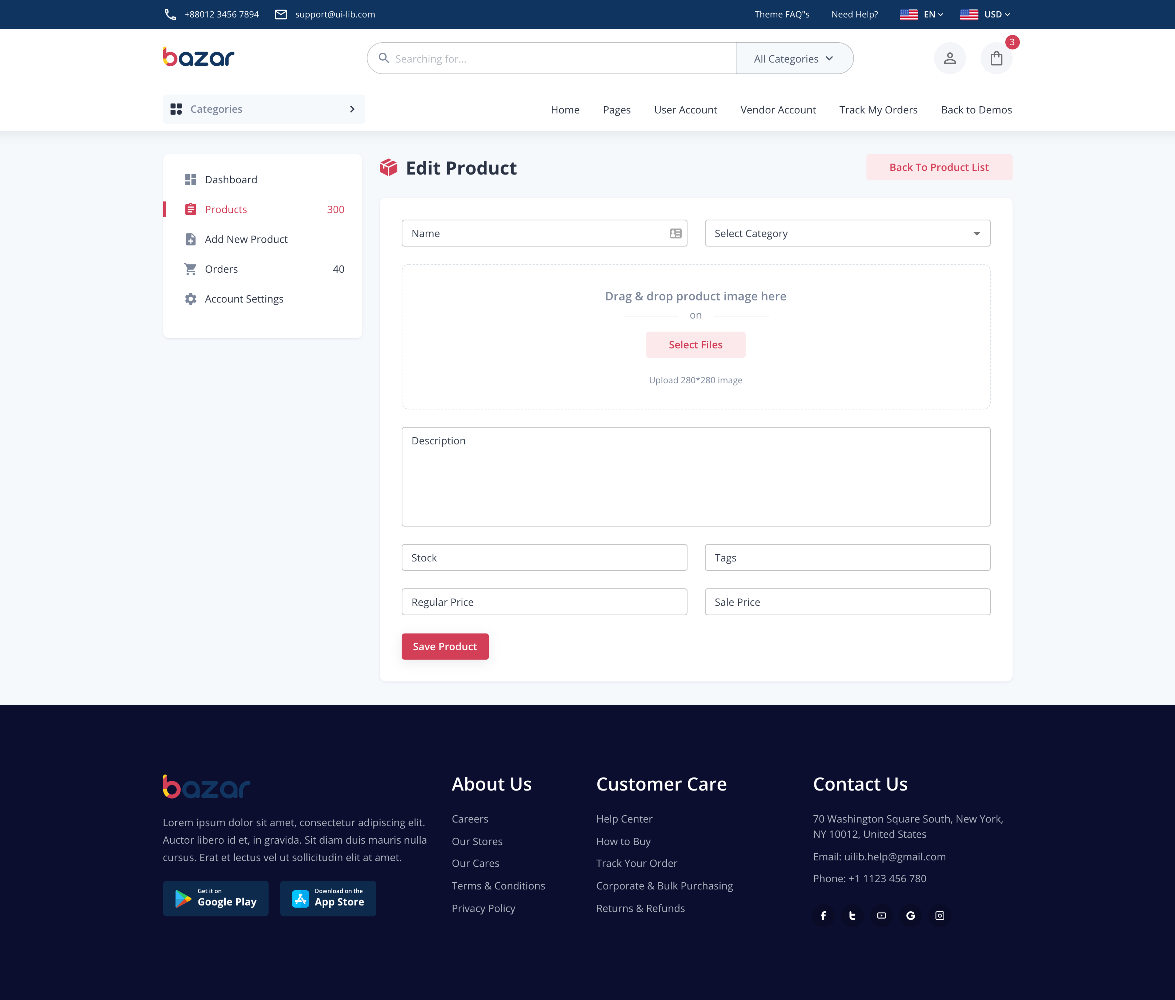 +88012 3456 7894 support@ui-lib.com Theme FAQ"s Need Help? EN USD
bazar Searching for... All Categories 3
Categories Home Pages User Account Vendor Account Track My Orders Back to Demos
Dashboard
Products 300
Add New Product
Orders 40
Account Settings
Edit Product Back To Product List
Name Select Category
Drag & drop product image here
on
Select Files
Upload 280*280 image
Description
Stock Tags
Regular Price Sale Price
Save Product
bazar
Lorem ipsum dolor sit amet, consectetur adipiscing elit.
Auctor libero id et, in gravida. Sit diam duis mauris nulla
cursus. Erat et lectus vel ut sollicitudin elit at amet.
Get it on
Google Play
Download on the
App Store
About Us
Careers
Our Stores
Our Cares
Terms & Conditions
Privacy Policy
Customer Care
Help Center
How to Buy
Track Your Order
Corporate & Bulk Purchasing
Returns & Refunds
Contact Us
70 Washington Square South, New York,
NY 10012, United States
Email: uilib.help@gmail.com
Phone: +1 1123 456 780